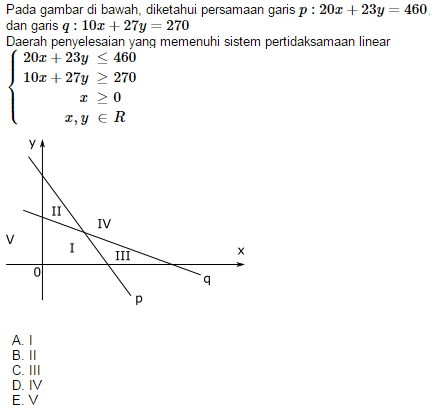 Pada gambar di bawah, diketahui persamaan garis p : 20x + 23y = 460.
dan garis q : 10x + 27y = 270
Daerah penyelesaian yang memenuhi sistem pertidaksamaan linear
20x + 23y ≤ 460
10x + 27y ≥ 270
x ≥ 0
x, y ∈ R
y
II
IV
V
I
III
x
0
q
p
A. I
B. II
C. III
D. IV
E. V